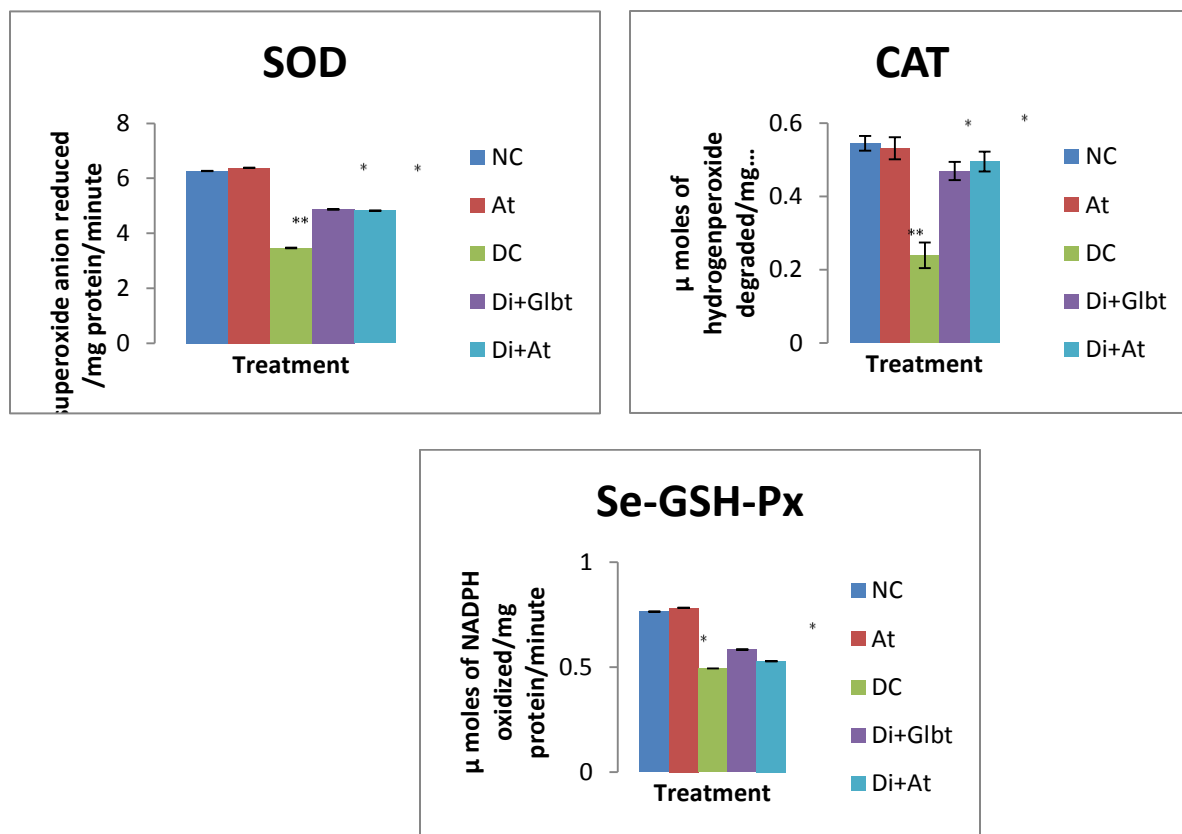 SOD
superoxide anion reduced
/mg protein/minute
8
6
4
2
0
*
*
**
Treatment
NC
At
DC
Di+Glbt
Di+At
CAT
µ moles of
hydrogenperoxide
degraded/mg...
0.6
0.4
0.2
0
*
*
**
Treatment
NC
At
DC
Di+Glbt
Di+At
Se-GSH-Px
µ moles of NADPH
oxidized/mg
protein/minute
1
0.5
0
*
*
Treatment
NC
At
DC
Di+Glbt
Di+At